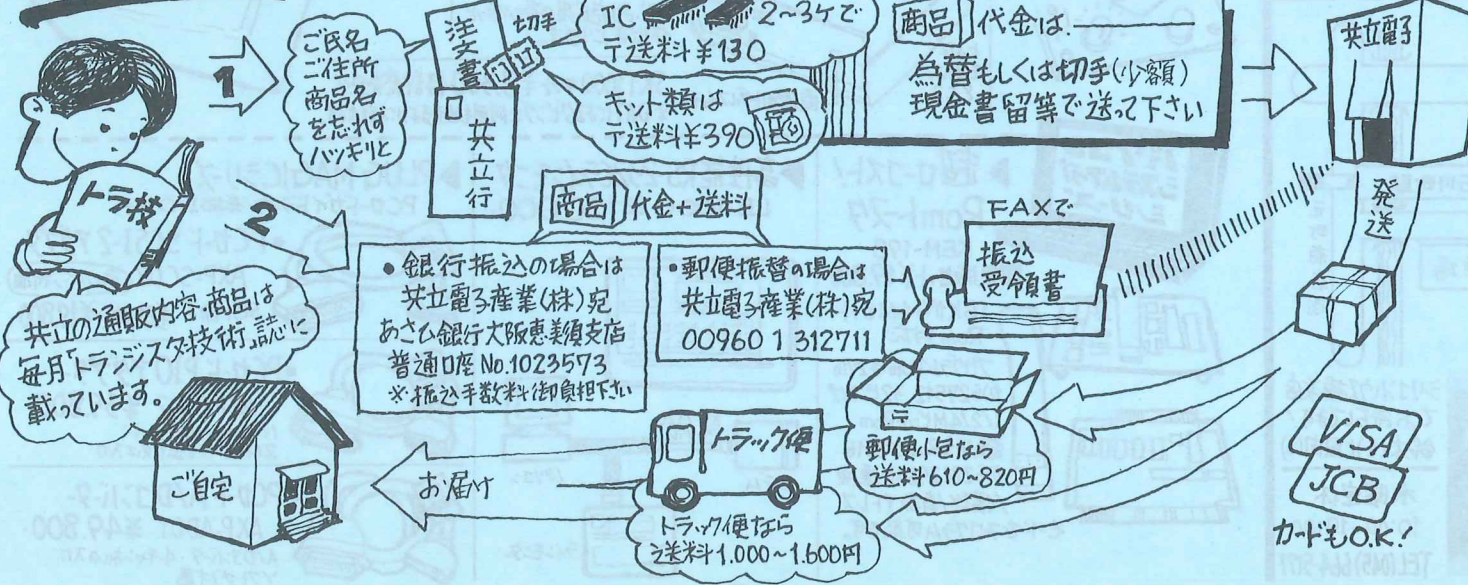 1
ご氏名
ご住所
商品名
を忘れず
ハッキリと
注文書
切手
共立行
IC 2~3ケで
〒送料¥130
キット類は
〒送料¥390
商品代金は
為替もしくは切手(少額)
現金書留等で送って下さい
共立電子
発送
トラ技
2
商品代金+送料
・銀行振込の場合は
共立電子産業(株)宛
あさひ銀行大阪恵美須支店
普通口座No.1023573
※振込手数料御負担下さい
・郵便振替の場合は
共立電子産業(株)宛
00960 1 312711
FAXで
振込
受領書
共立の通販内容・商品は
毎月「トランジスタ技術」誌に
載っています。
ご自宅
お届け
トラック便
トラック便なら
送料1.000~1.600円
郵便小包なら
送料610~820円
VISA
JCB
カードもO.K!